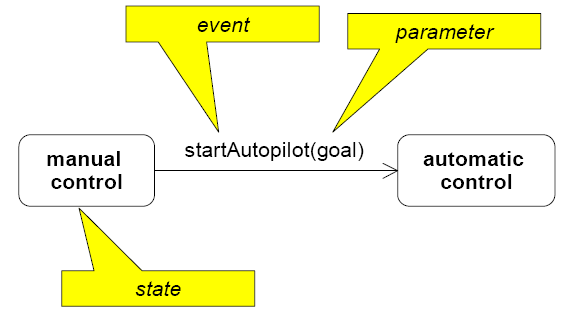 event
parameter
startAutopilot(goal)
manual
control
automatic
control
state